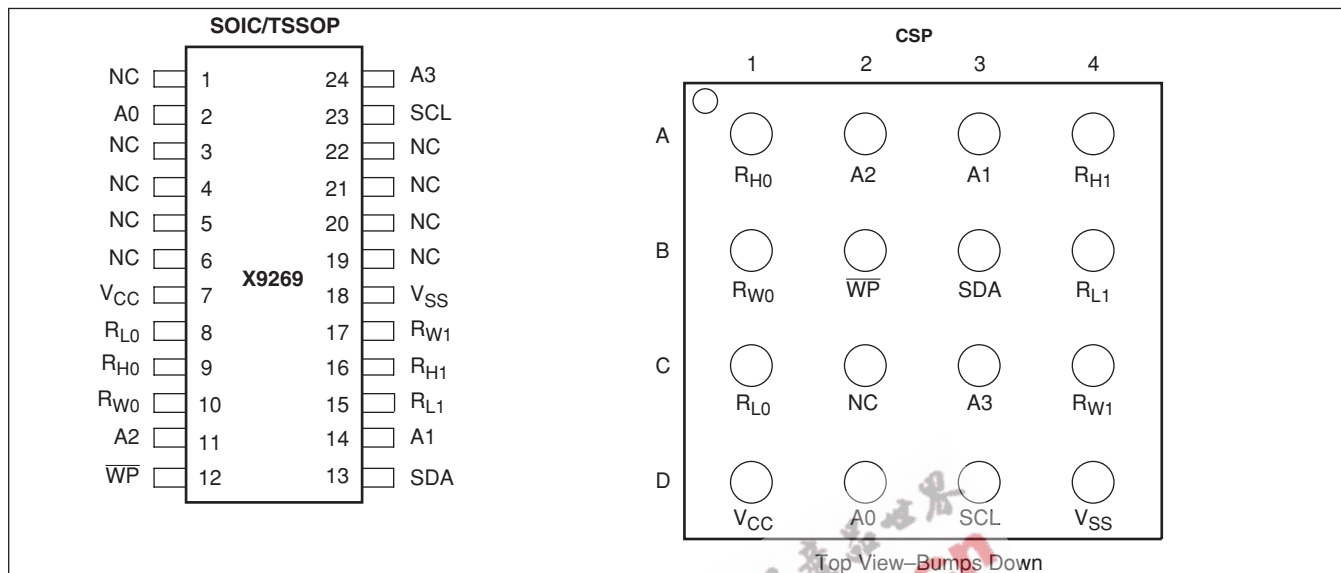 SOIC/TSSOP
NC 1 24 A3
A0 2 23 SCL
NC 3 22 NC
NC 4 21 NC
NC 5 20 NC
NC 6 19 NC
X9269
VCC 7 18 VSS
RL0 8 17 RW1
RH0 9 16 RH1
RW0 10 15 RL1
A2 11 14 A1
W̅P̅ 12 13 SDA
CSP
1 2 3 4
A
RH0 A2 A1 RH1
B
RW0 W̅P̅ SDA RL1
C
RL0 NC A3 RW1
D
VCC A0 SCL VSS
Top View–Bumps Down